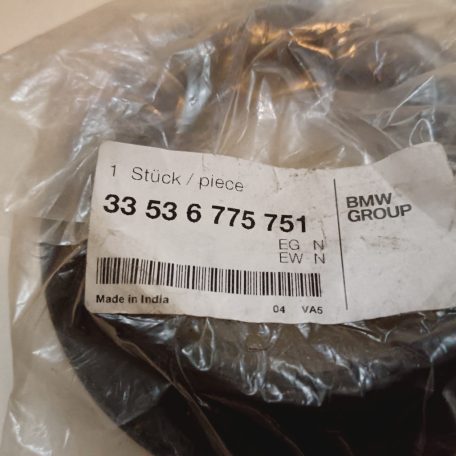 1 Stück / piece
33 53 6 775 751
EG N
EW N
BMW
GROUP
Made in India
04 VA5